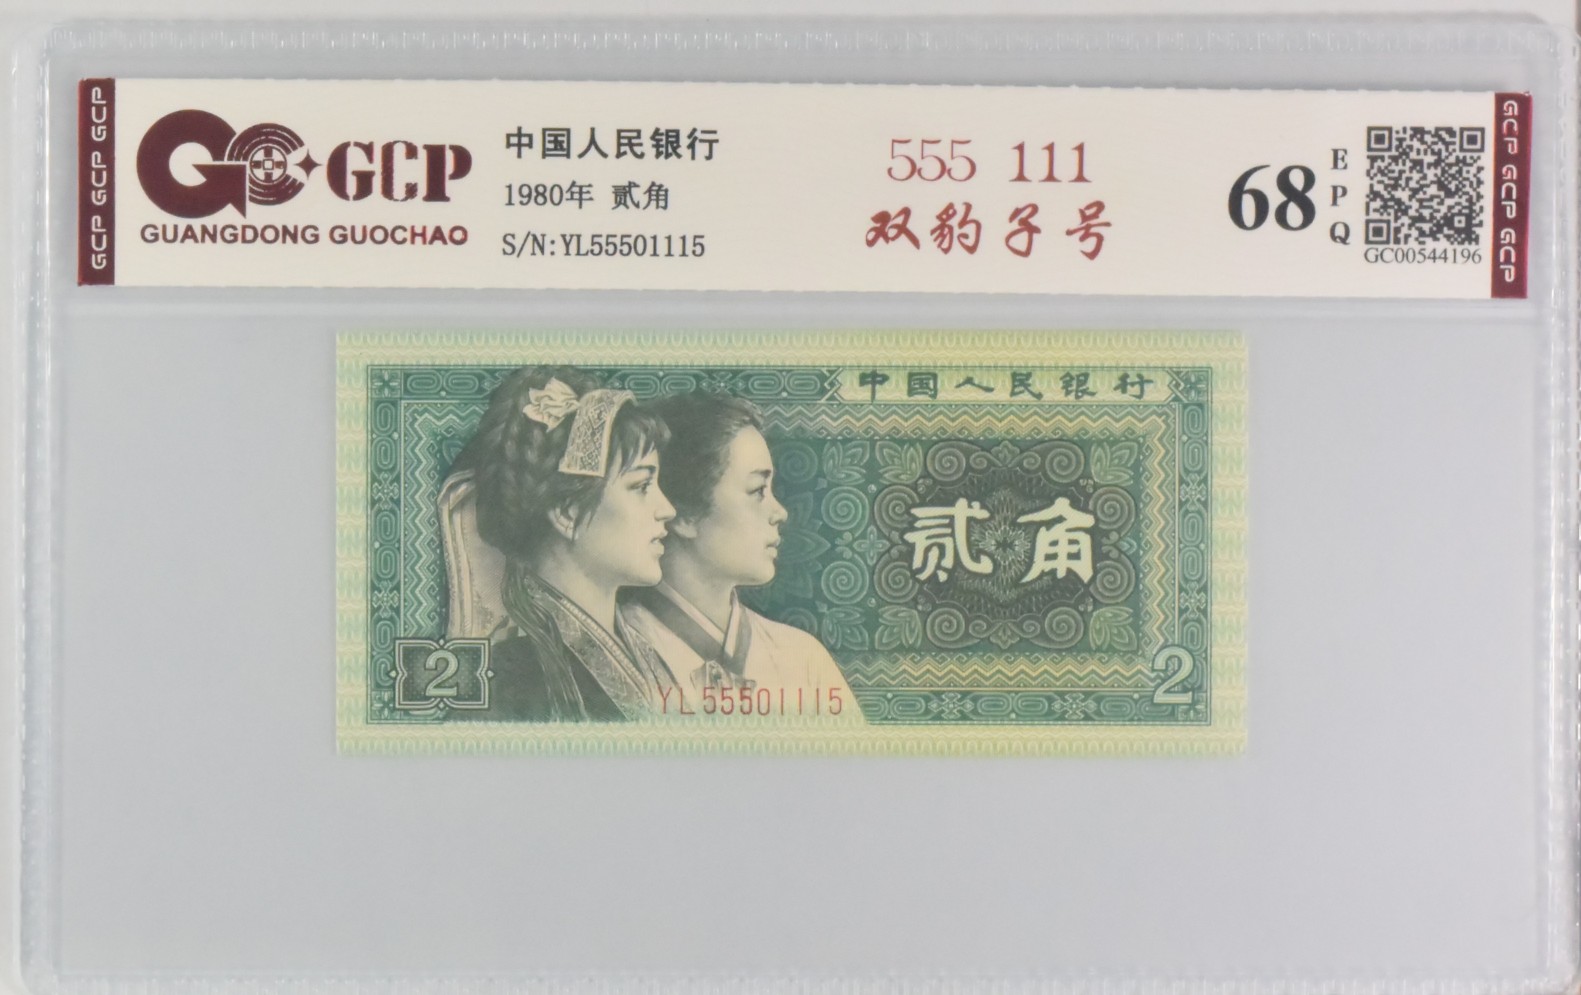 GCP GCP GCP
GCP
GUANGDONG GUOCHAO
中国人民银行
1980年 贰角
S/N:YL55501115
555 111
双豹子号
68
EPQ
GC00544196
GCP GCP GCP
中国人民银行
贰角
2
YL55501115
2